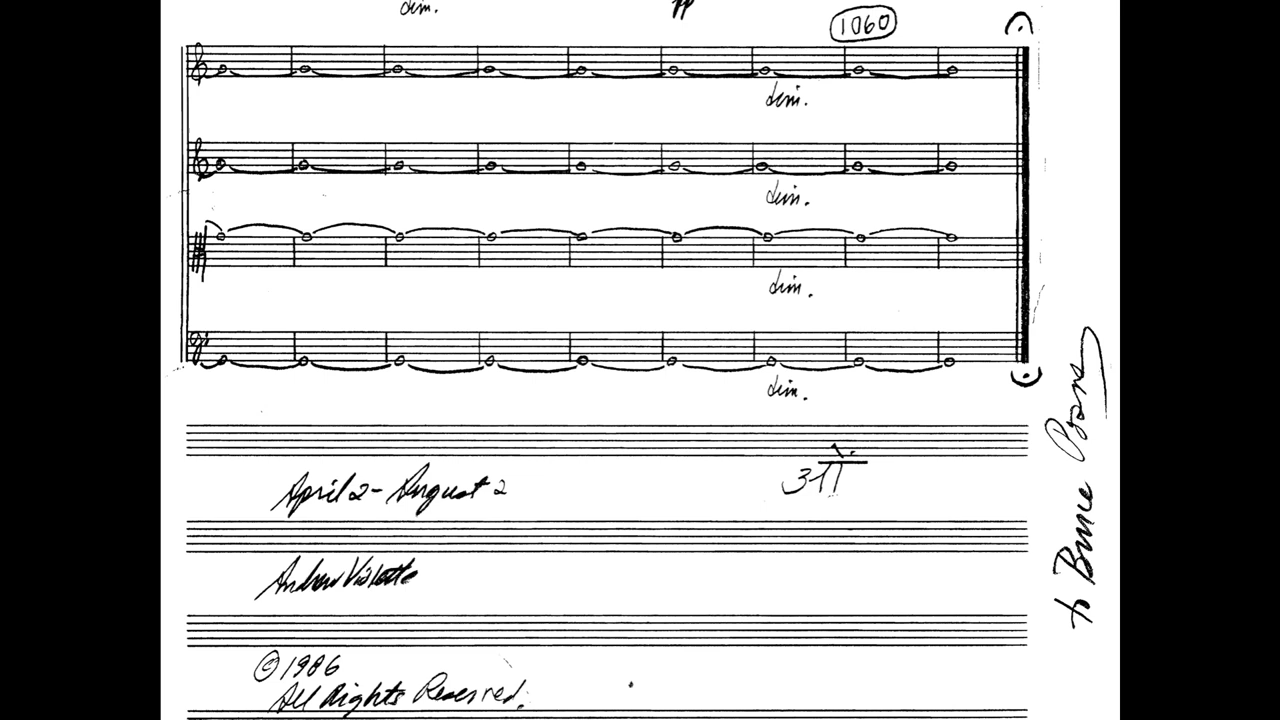 dim. pp
1060
dim.
dim.
dim.
dim.
April 2 - August 2
Andrew Violette
©1986
All Rights Reserved.
to Bruce